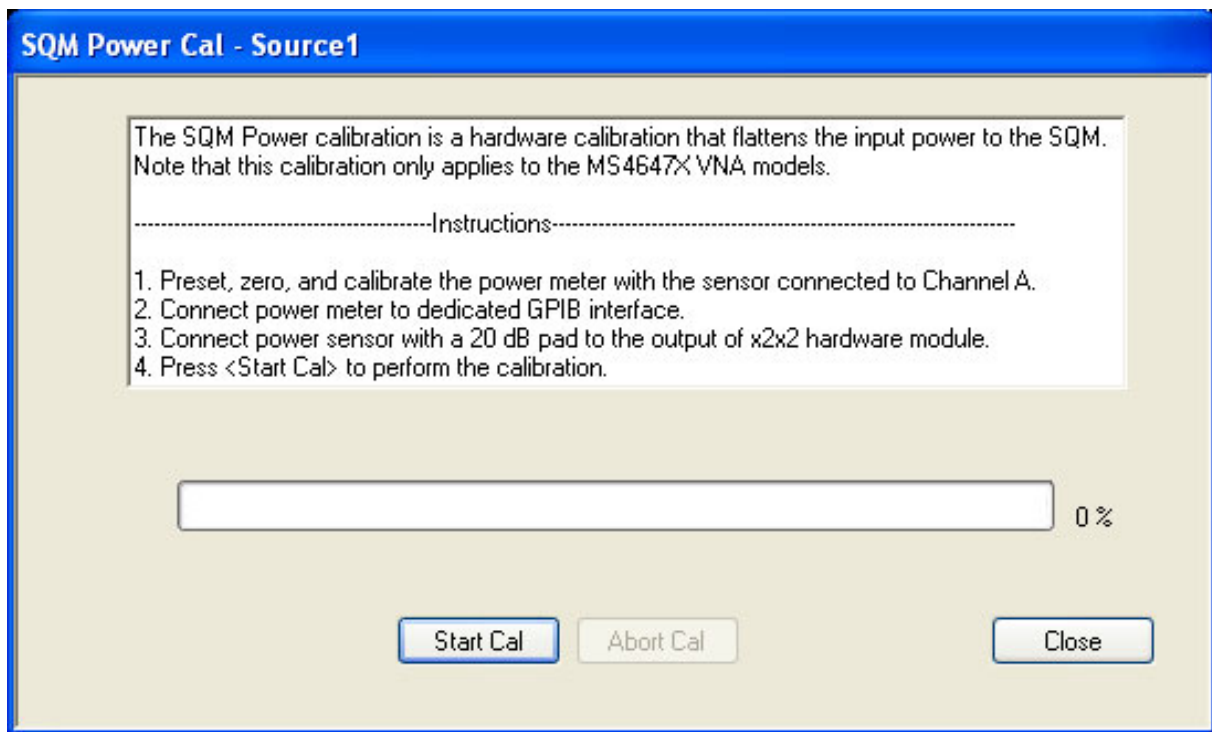 SQM Power Cal - Source1
The SQM Power calibration is a hardware calibration that flattens the input power to the SQM.
Note that this calibration only applies to the MS4647X VNA models.
---------------------------------------------Instructions----------------------------------------------------------------------
1. Preset, zero, and calibrate the power meter with the sensor connected to Channel A.
2. Connect power meter to dedicated GPIB interface.
3. Connect power sensor with a 20 dB pad to the output of x2x2 hardware module.
4. Press <Start Cal> to perform the calibration.
0 %
Start Cal
Abort Cal
Close